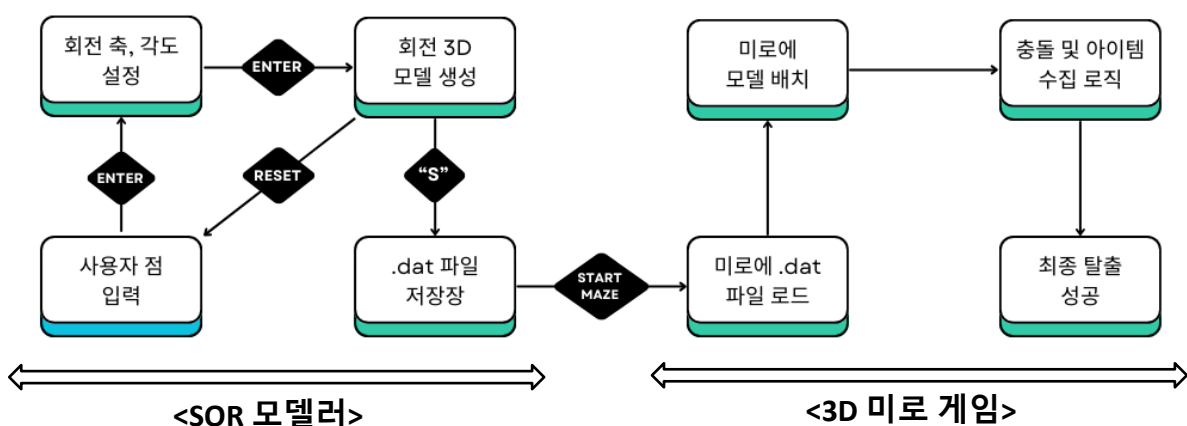 회전 축, 각도
설정
ENTER
회전 3D
모델 생성
미로에
모델 배치
충돌 및 아이템
수집 로직
ENTER
RESET
“S”
사용자 점
입력
.dat 파일
저장장
START
MAZE
미로에 .dat
파일 로드
최종 탈출
성공
<SOR 모델러>
<3D 미로 게임>